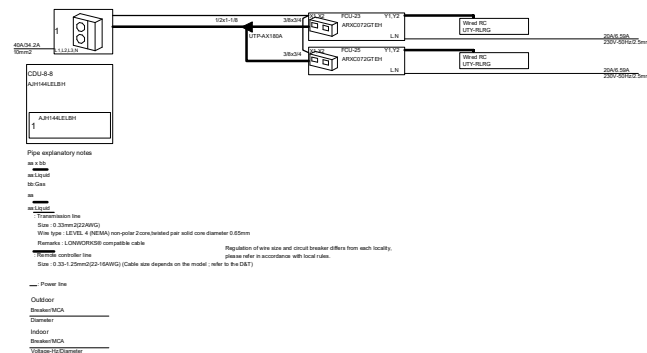 1
1/2x1-1/8
3/8x3/4
X1,X2 FCU-23 Y1,Y2
ARXC072GTEH
L.N
Wired RC
UTY-RLRG
UTP-AX180A
40A/34.2A
10mm2
L1,L2,L3,N
20A/6.59A
230V-50Hz/2.5mm
3/8x3/4
X1,X2 FCU-25 Y1,Y2
ARXC072GTEH
L.N
Wired RC
UTY-RLRG
20A/6.59A
230V-50Hz/2.5mm
CDU-8-8
AJH144LELBH
AJH144LELBH
1
Pipe explanatory notes
aa x bb
aa:Liquid
bb:Gas
aa
aa:Liquid
: Transmission line
Size : 0.33mm2(22AWG)
Wire type : LEVEL 4 (NEMA) non-polar 2core,twisted pair solid core diameter 0.65mm
Remarks : LONWORKS® compatible cable
: Remote controller line
Size : 0.33-1.25mm2(22-16AWG) (Cable size depends on the model ; refer to the D&T)
Regulation of wire size and circuit breaker differs from each locality,
please refer in accordance with local rules.
: Power line
Outdoor
Breaker/MCA
Diameter
Indoor
Breaker/MCA
Voltage-Hz/Diameter